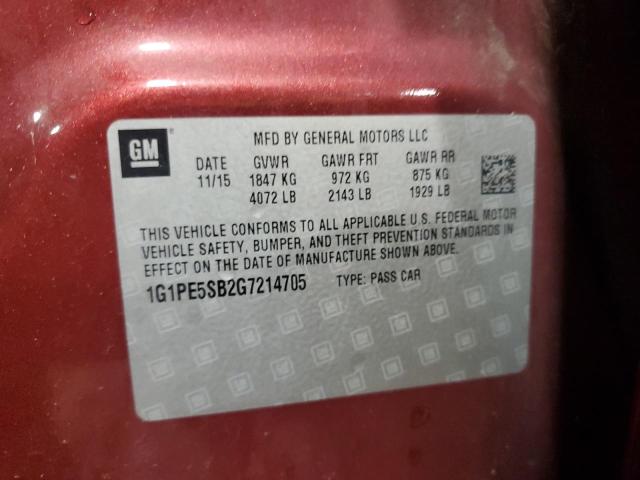 GM
MFD BY GENERAL MOTORS LLC
DATE GVWR GAWR FRT GAWR RR
11/15 1847 KG 972 KG 875 KG
4072 LB 2143 LB 1929 LB
THIS VEHICLE CONFORMS TO ALL APPLICABLE U.S. FEDERAL MOTOR
VEHICLE SAFETY, BUMPER, AND THEFT PREVENTION STANDARDS IN
EFFECT ON THE DATE OF MANUFACTURE SHOWN ABOVE.
1G1PE5SB2G7214705 TYPE: PASS CAR